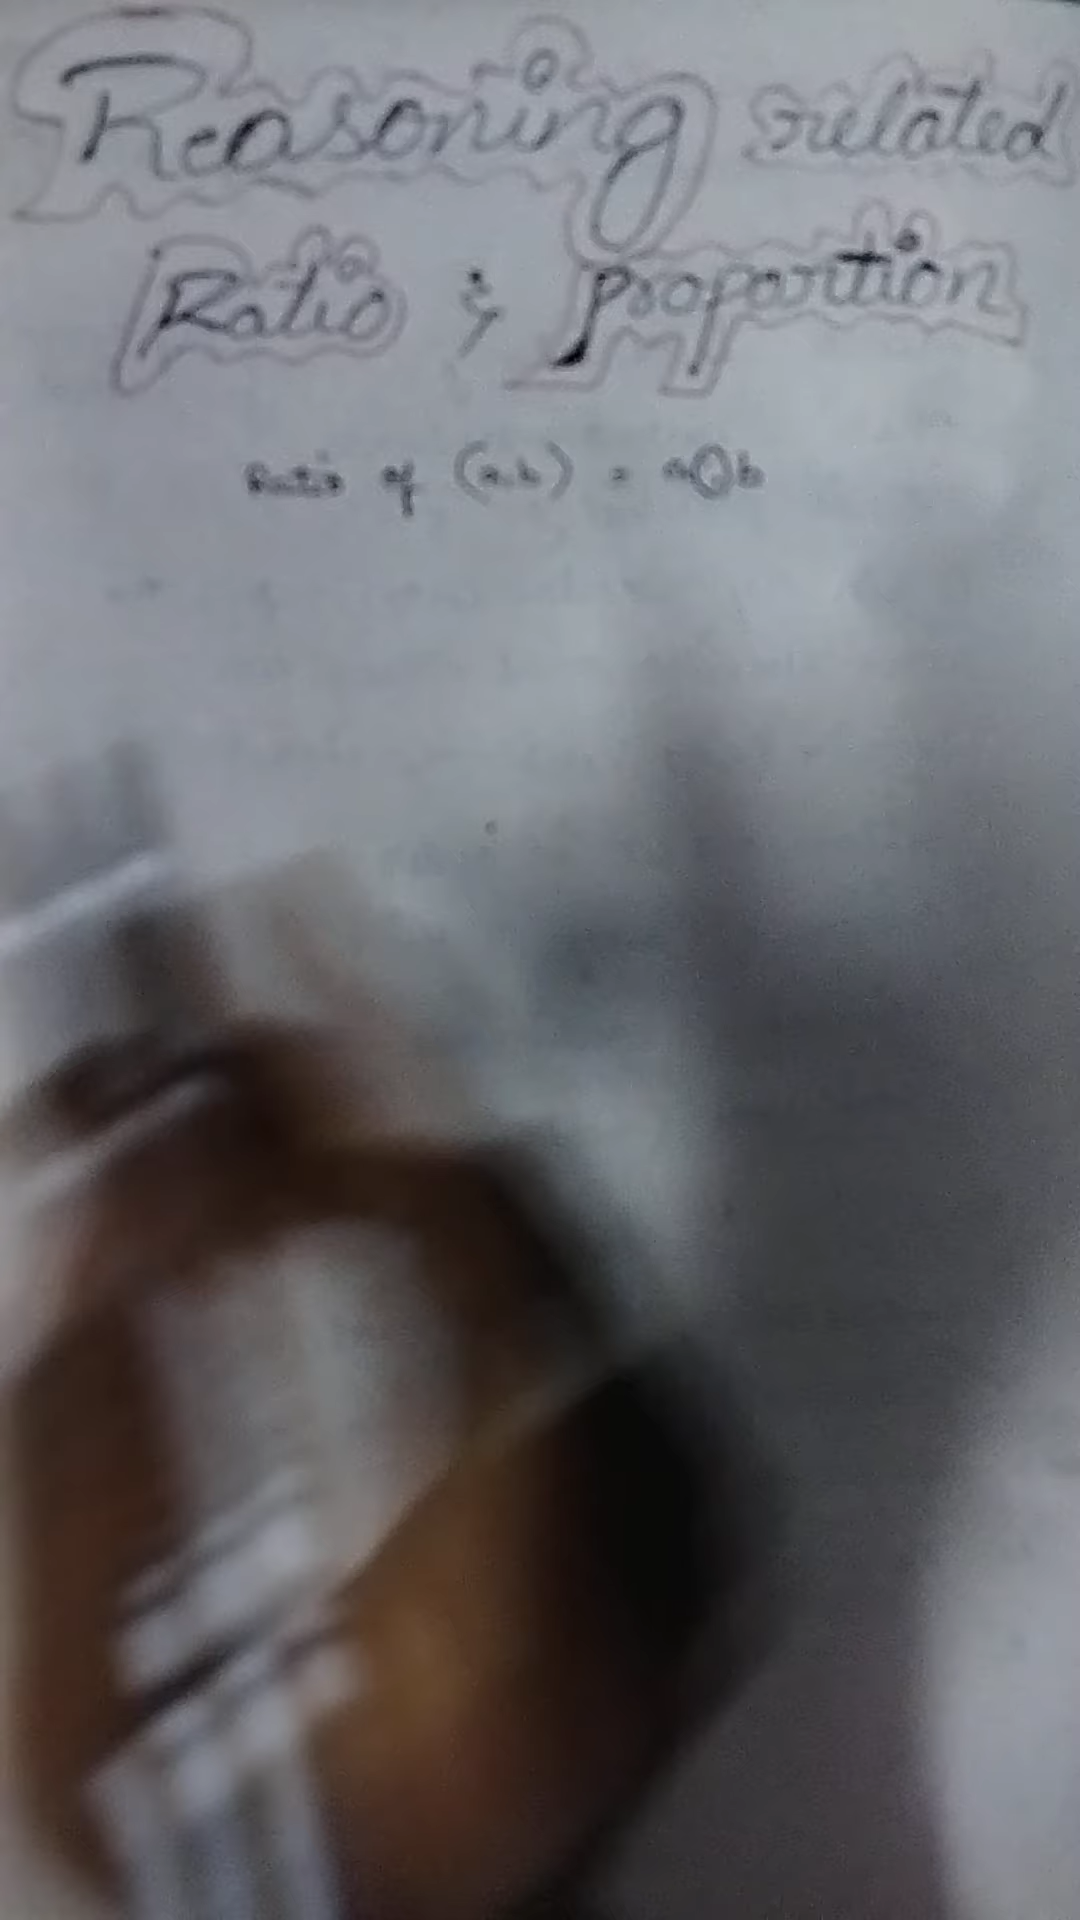 Reasoning related
Ratio & Proportion
Ratio of (a,b) = a:b